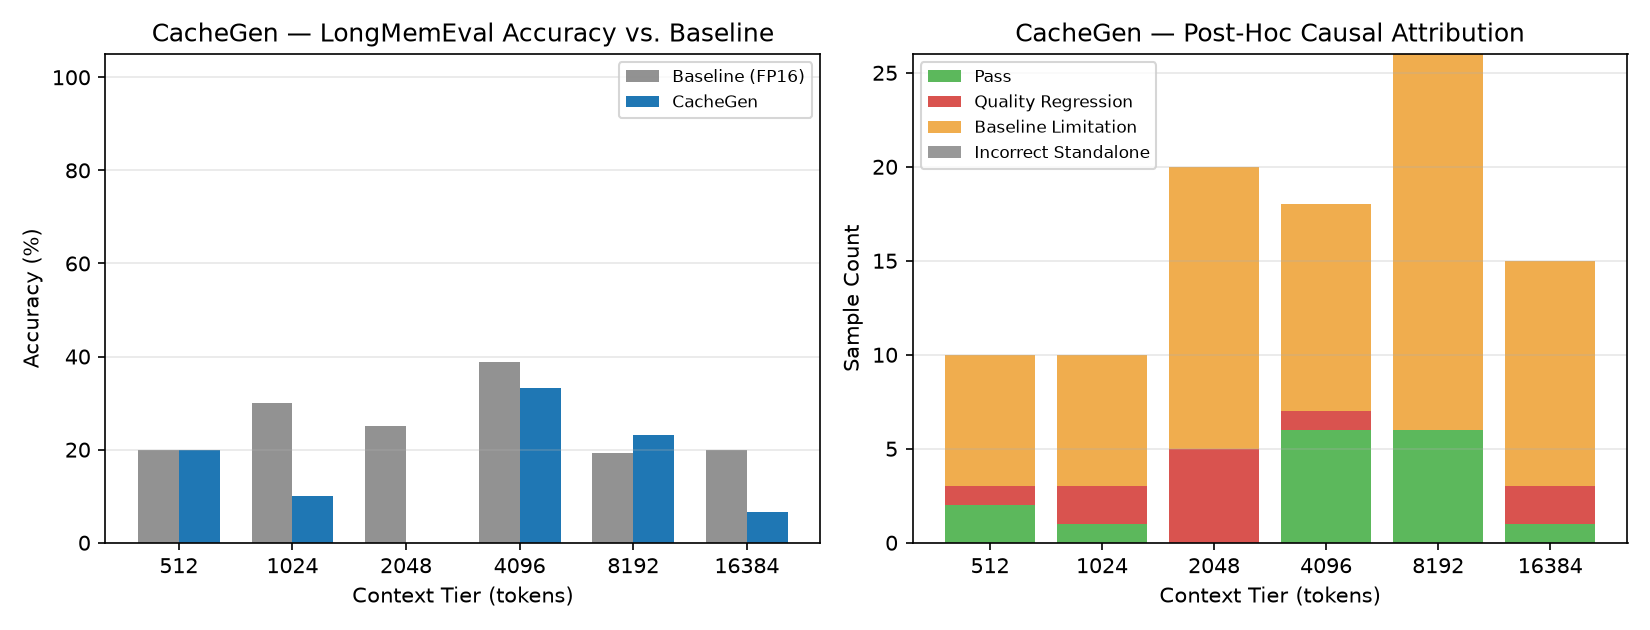 CacheGen — LongMemEval Accuracy vs. Baseline
Accuracy (%)
100
80
60
40
20
0
Baseline (FP16)
CacheGen
512 1024 2048 4096 8192 16384
Context Tier (tokens)
CacheGen — Post-Hoc Causal Attribution
Sample Count
25
20
15
10
5
0
Pass
Quality Regression
Baseline Limitation
Incorrect Standalone
512 1024 2048 4096 8192 16384
Context Tier (tokens)